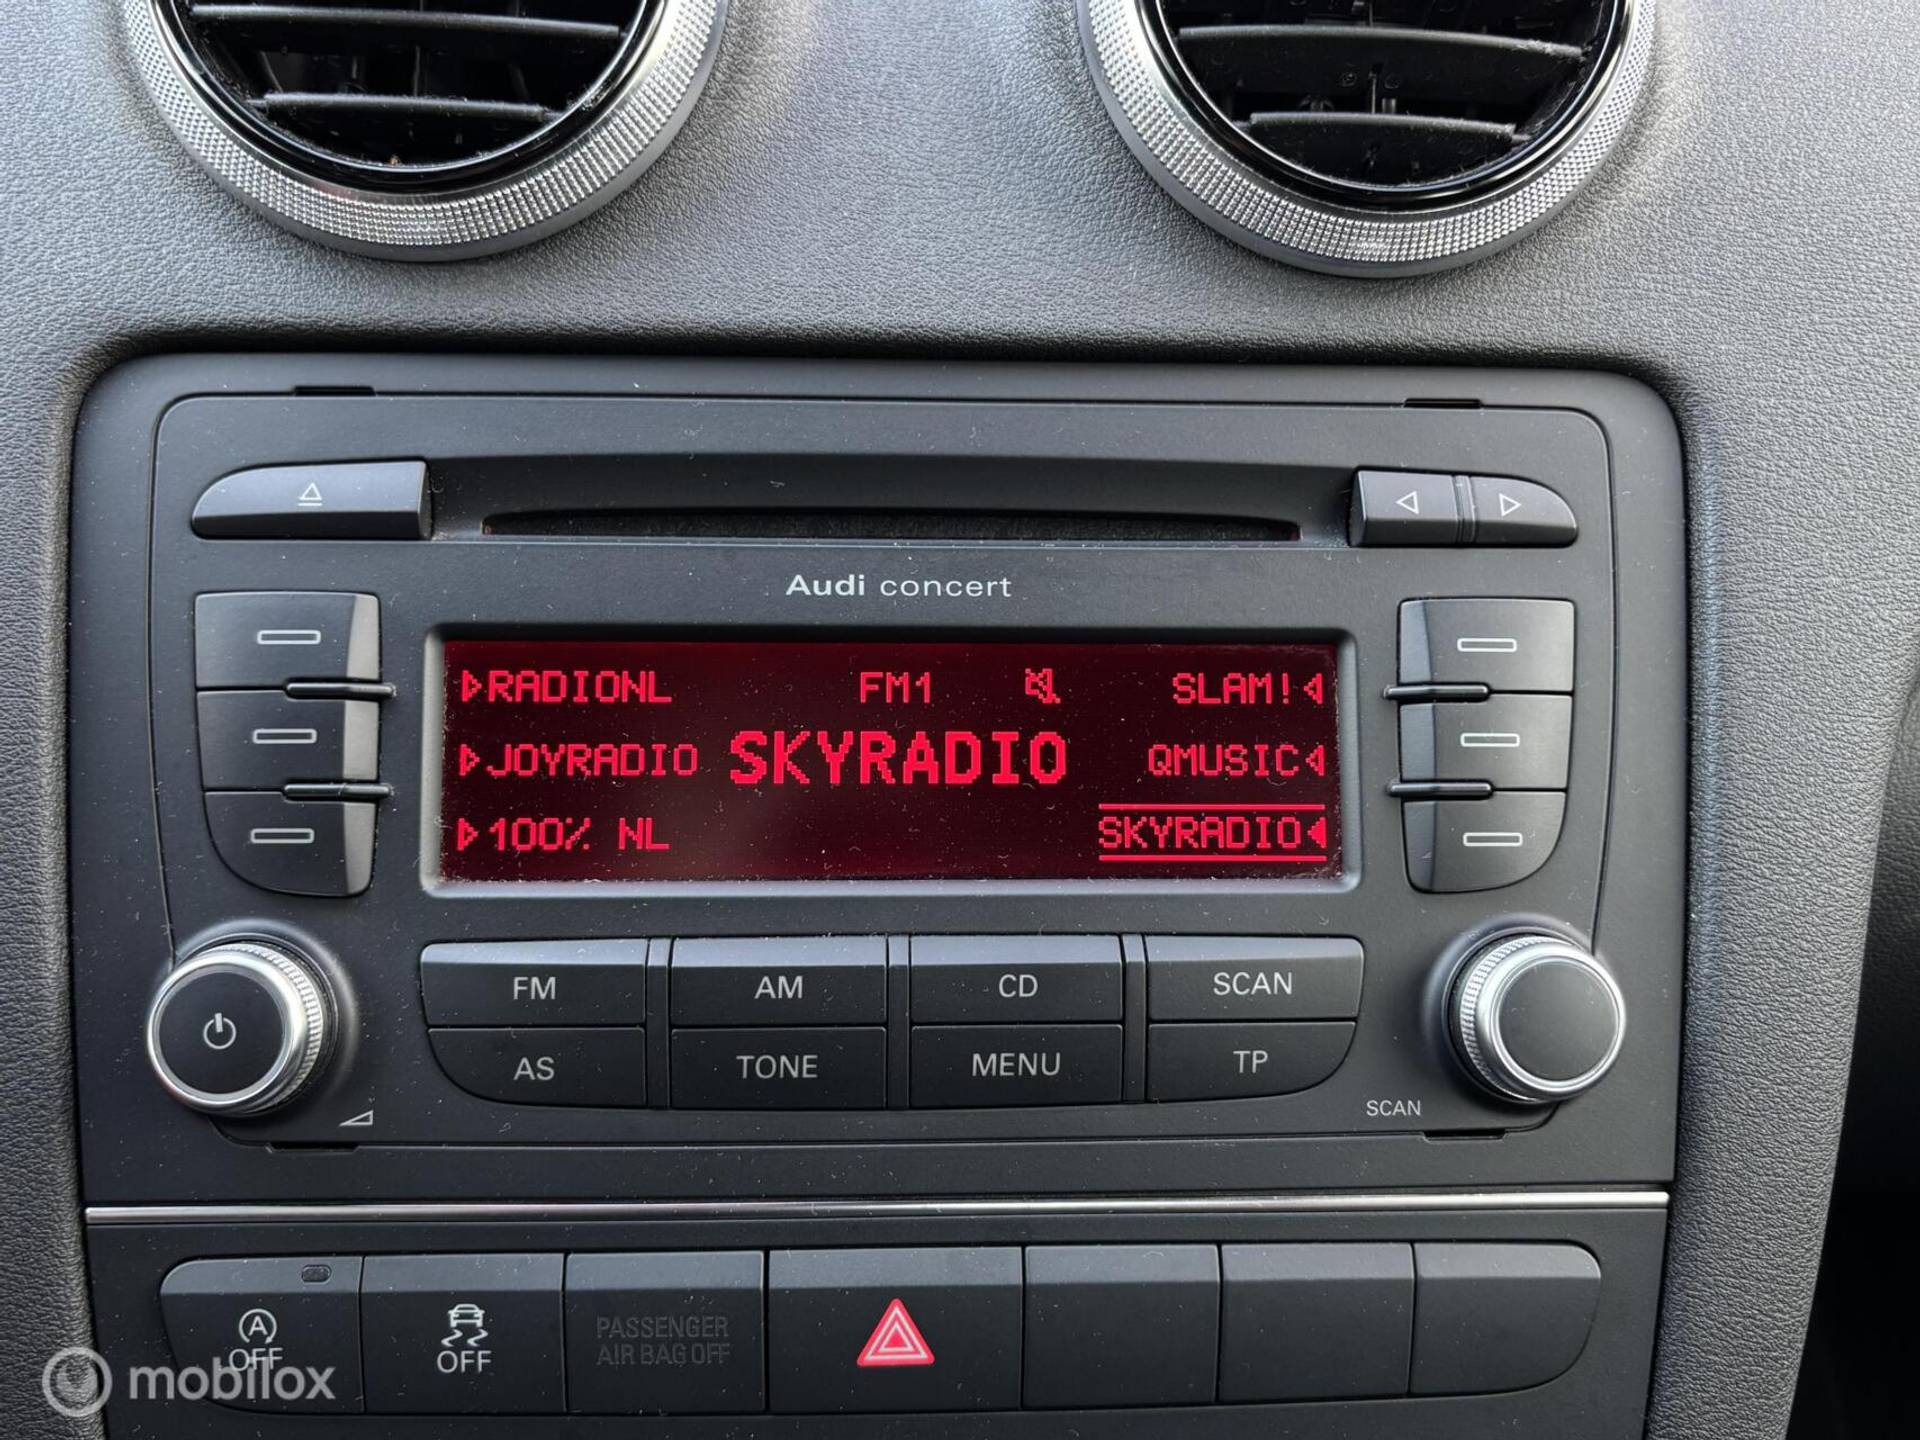 Audi concert
RADIONL FM1 SLAM!
JOYRADIO SKYRADIO QMUSIC
100% NL SKYRADIO
FM AM CD SCAN
AS TONE MENU TP
SCAN
A
OFF OFF PASSENGER
AIR BAG OFF
mobilox